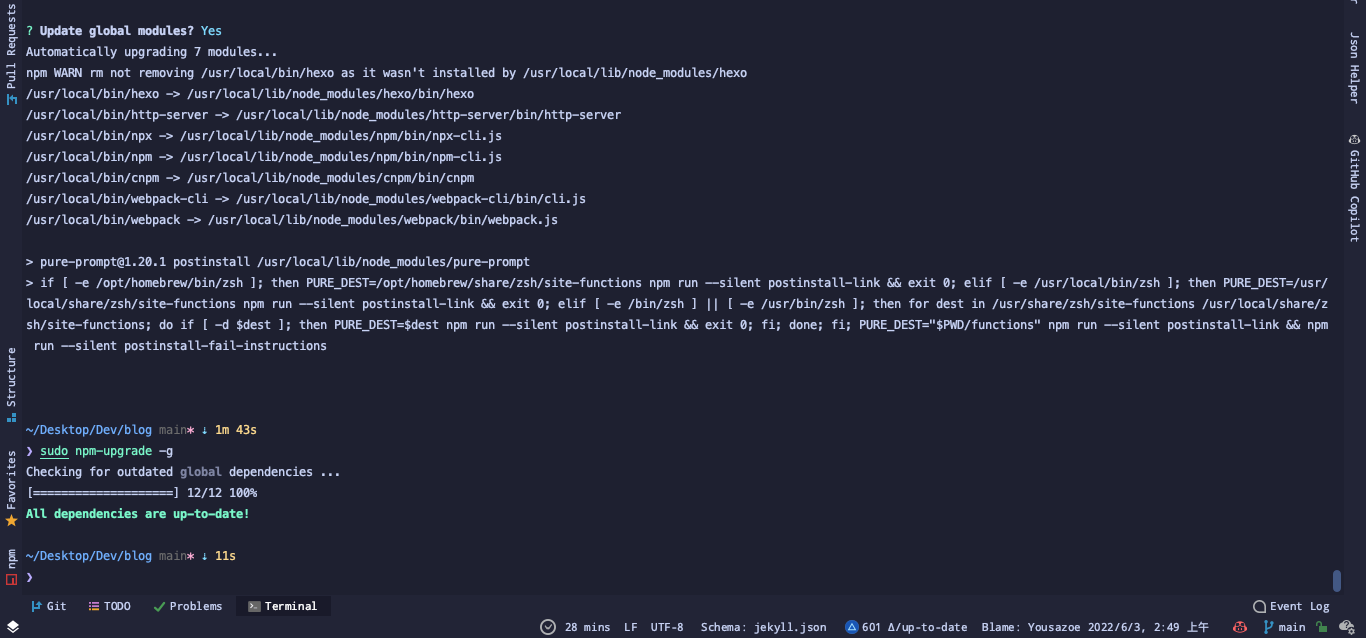 Pull Requests
Structure
Favorites
npm
? Update global modules? Yes
Automatically upgrading 7 modules...
npm WARN rm not removing /usr/local/bin/hexo as it wasn't installed by /usr/local/lib/node_modules/hexo
/usr/local/bin/hexo -> /usr/local/lib/node_modules/hexo/bin/hexo
/usr/local/bin/http-server -> /usr/local/lib/node_modules/http-server/bin/http-server
/usr/local/bin/npx -> /usr/local/lib/node_modules/npm/bin/npx-cli.js
/usr/local/bin/npm -> /usr/local/lib/node_modules/npm/bin/npm-cli.js
/usr/local/bin/cnpm -> /usr/local/lib/node_modules/cnpm/bin/cnpm
/usr/local/bin/webpack-cli -> /usr/local/lib/node_modules/webpack-cli/bin/cli.js
/usr/local/bin/webpack -> /usr/local/lib/node_modules/webpack/bin/webpack.js
> pure-prompt@1.20.1 postinstall /usr/local/lib/node_modules/pure-prompt
> if [ -e /opt/homebrew/bin/zsh ]; then PURE_DEST=/opt/homebrew/share/zsh/site-functions npm run --silent postinstall-link && exit 0; elif [ -e /usr/local/bin/zsh ]; then PURE_DEST=/usr/
local/share/zsh/site-functions npm run --silent postinstall-link && exit 0; elif [ -e /bin/zsh ] || [ -e /usr/bin/zsh ]; then for dest in /usr/share/zsh/site-functions /usr/local/share/z
sh/site-functions; do if [ -d $dest ]; then PURE_DEST=$dest npm run --silent postinstall-link && exit 0; fi; done; fi; PURE_DEST="$PWD/functions" npm run --silent postinstall-link && npm
run --silent postinstall-fail-instructions
~/Desktop/Dev/blog main* ↓ 1m 43s
❯ sudo npm-upgrade -g
Checking for outdated global dependencies ...
[====================] 12/12 100%
All dependencies are up-to-date!
~/Desktop/Dev/blog main* ↓ 11s
❯
Json Helper
GitHub Copilot
Git TODO Problems Terminal Event Log
28 mins LF UTF-8 Schema: jekyll.json 601 Δ/up-to-date Blame: Yousazoe 2022/6/3, 2:49 上午 main